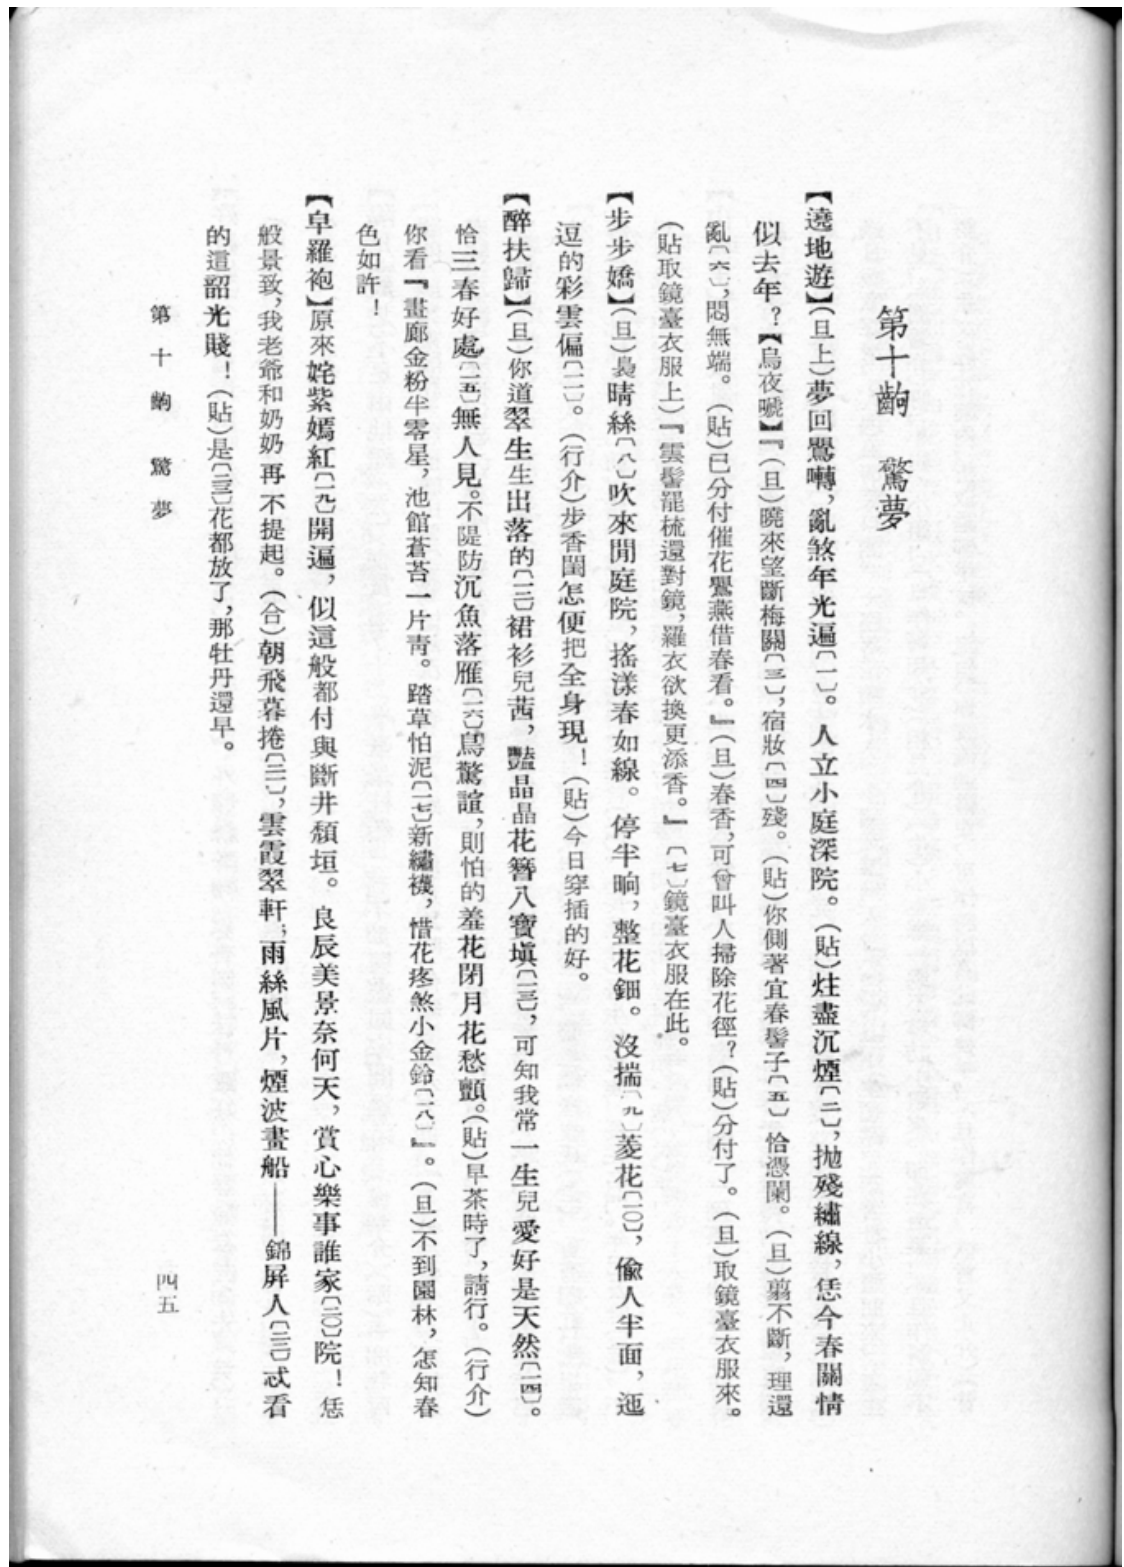 第十齣　驚夢
【遶地遊】（旦上）夢回鶯囀，亂煞年光遍〔一〕。人立小庭深院。（貼）炷盡沉煙〔二〕，拋殘繡線，恁今春關情
似去年？【烏夜啼】『（旦）曉來望斷梅關〔三〕，宿妝〔四〕殘。（貼）你側著宜春髻子〔五〕恰憑闌。（旦）翦不斷，理還
亂〔六〕，悶無端。（貼）已分付催花鶯燕借春看。』（旦）春香，可曾叫人掃除花徑？（貼）分付了。（旦）取鏡臺衣服來。
（貼取鏡臺衣服上）『雲髻罷梳還對鏡，羅衣欲換更添香。』〔七〕鏡臺衣服在此。
【步步嬌】（旦）裊晴絲〔八〕吹來閒庭院，搖漾春如線。停半晌，整花鈿。沒揣〔九〕菱花〔一〇〕，偷人半面，迤
逗的彩雲偏〔一一〕。（行介）步香閨怎便把全身現！（貼）今日穿插的好。
【醉扶歸】（旦）你道翠生生出落的〔一二〕裙衫兒茜，豔晶晶花簪八寶塡〔一三〕，可知我常一生兒愛好是天然〔一四〕。
恰三春好處〔一五〕無人見。不隄防沉魚落雁〔一六〕鳥驚諠，則怕的羞花閉月花愁顫。（貼）早茶時了，請行。（行介）
你看『畫廊金粉半零星，池館蒼苔一片靑。踏草怕泥〔一七〕新繡襪，惜花疼煞小金鈴〔一八〕』。（旦）不到園林，怎知春
色如許！
【皁羅袍】原來姹紫嫣紅〔一九〕開遍，似這般都付與斷井頹垣。良辰美景奈何天，賞心樂事誰家〔二〇〕院！恁
般景致，我老爺和奶奶再不提起。（合）朝飛暮捲〔二一〕，雲霞翠軒；雨絲風片，煙波畫船——錦屏人〔二二〕忒看
的這韶光賤！（貼）是〔二三〕花都放了，那牡丹還早。
第十齣　驚夢
四五